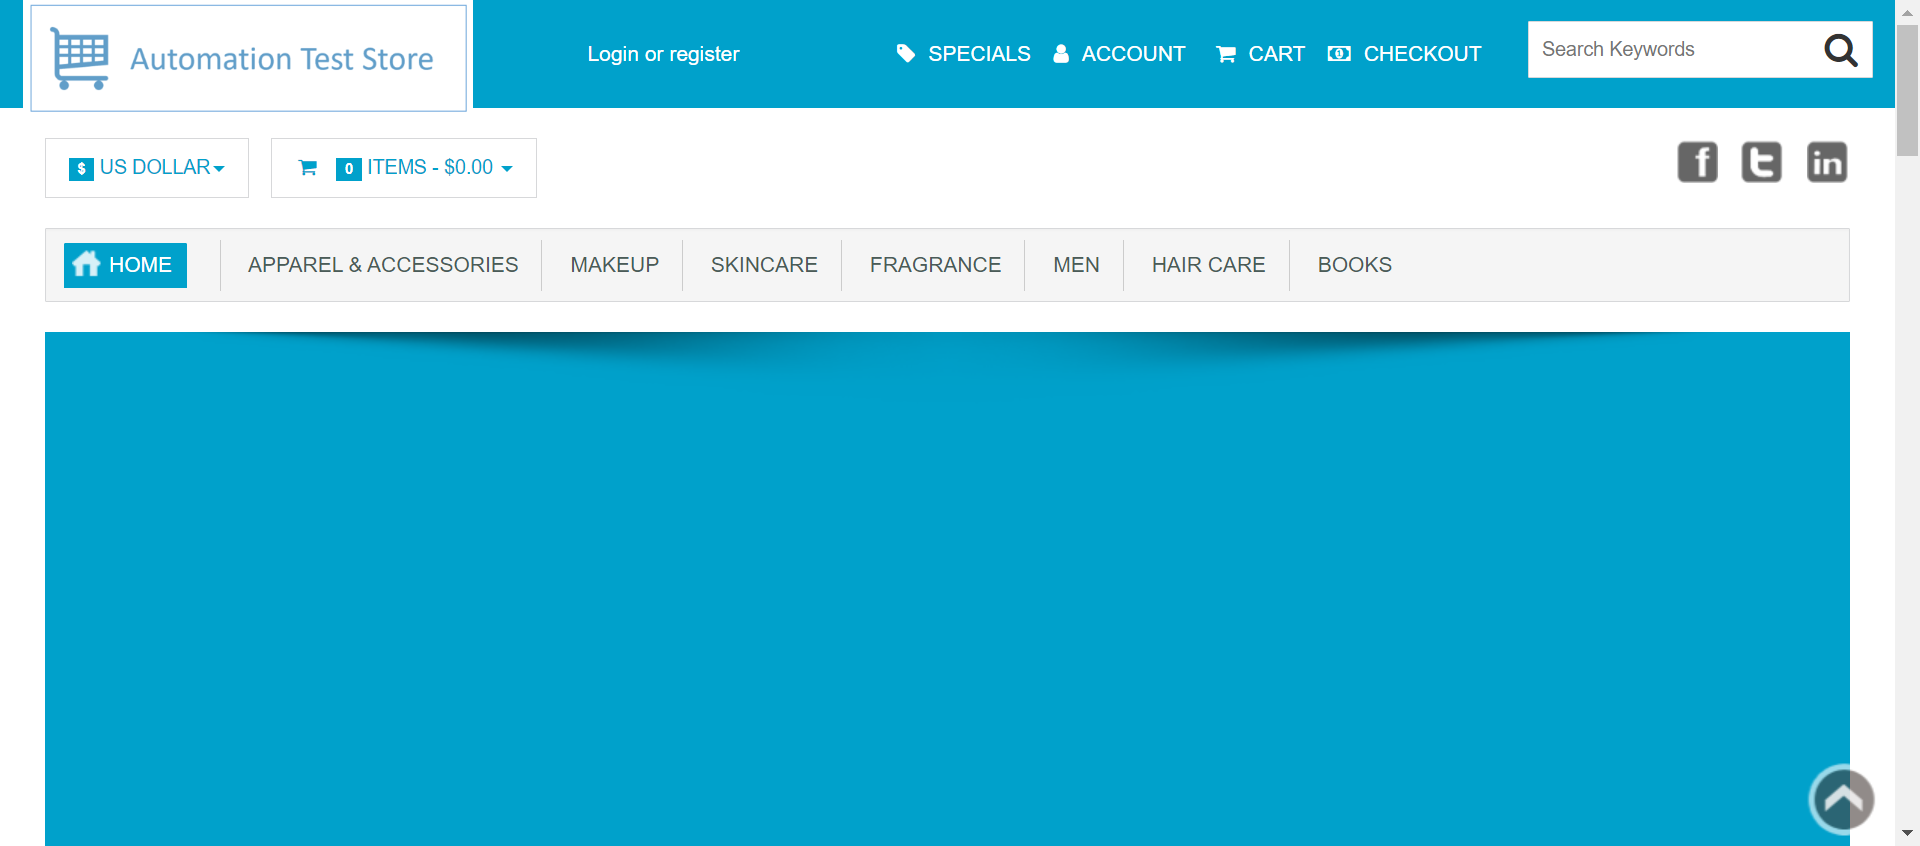 Automation Test Store
Login or register
SPECIALS ACCOUNT CART CHECKOUT
Search Keywords
$ US DOLLAR
0 ITEMS - $0.00
HOME APPAREL & ACCESSORIES MAKEUP SKINCARE FRAGRANCE MEN HAIR CARE BOOKS